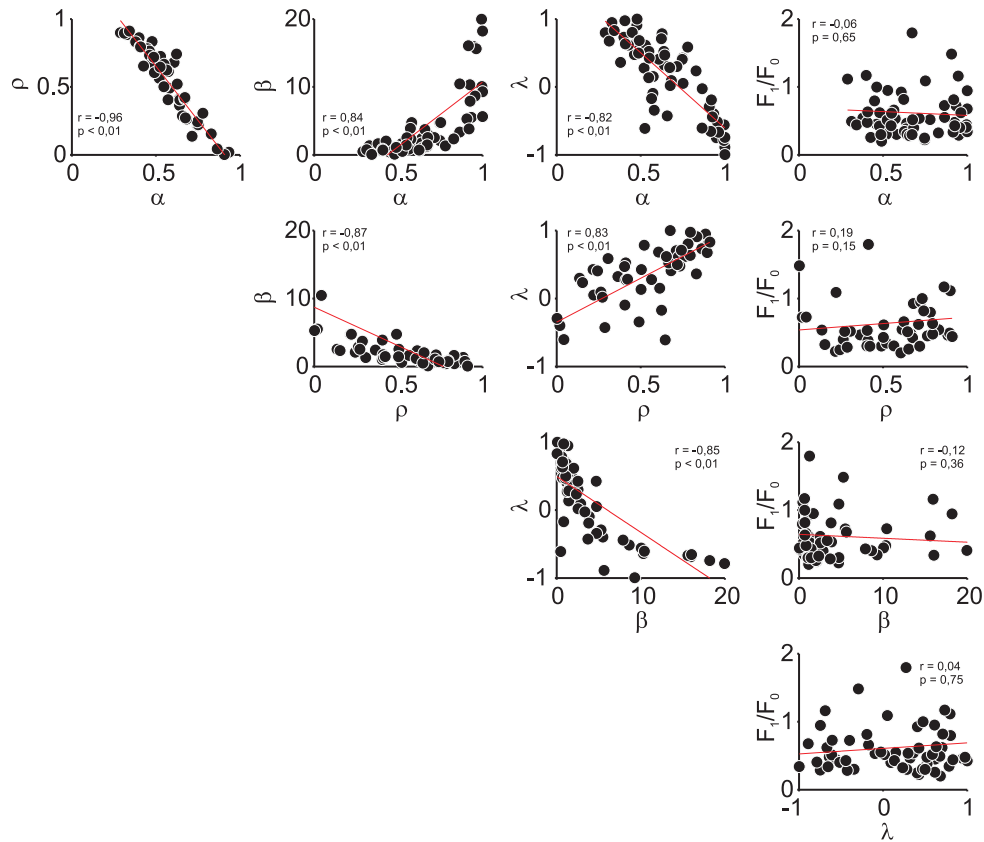 1 20 1 2
ρ β λ F₁/F₀
r = -0,06
p = 0,65
0.5 10 0 1
r = -0,96
p < 0,01
r = 0,84
p < 0,01
r = -0,82
p < 0,01
0 0 -1 0
0 0.5 1 0 0.5 1 0 0.5 1 0 0.5 1
α α α α
20 1 2
β λ F₁/F₀
r = -0,87
p < 0,01
r = 0,83
p < 0,01
r = 0,19
p = 0,15
10 0 1
0 -1 0
0 0.5 1 0 0.5 1 0 0.5 1
ρ ρ ρ
1 2
λ F₁/F₀
r = -0,85
p < 0,01
r = -0,12
p = 0,36
0 1
-1 0
0 10 20 0 10 20
β β
2
F₁/F₀
r = 0,04
p = 0,75
1
0
-1 0 1
λ